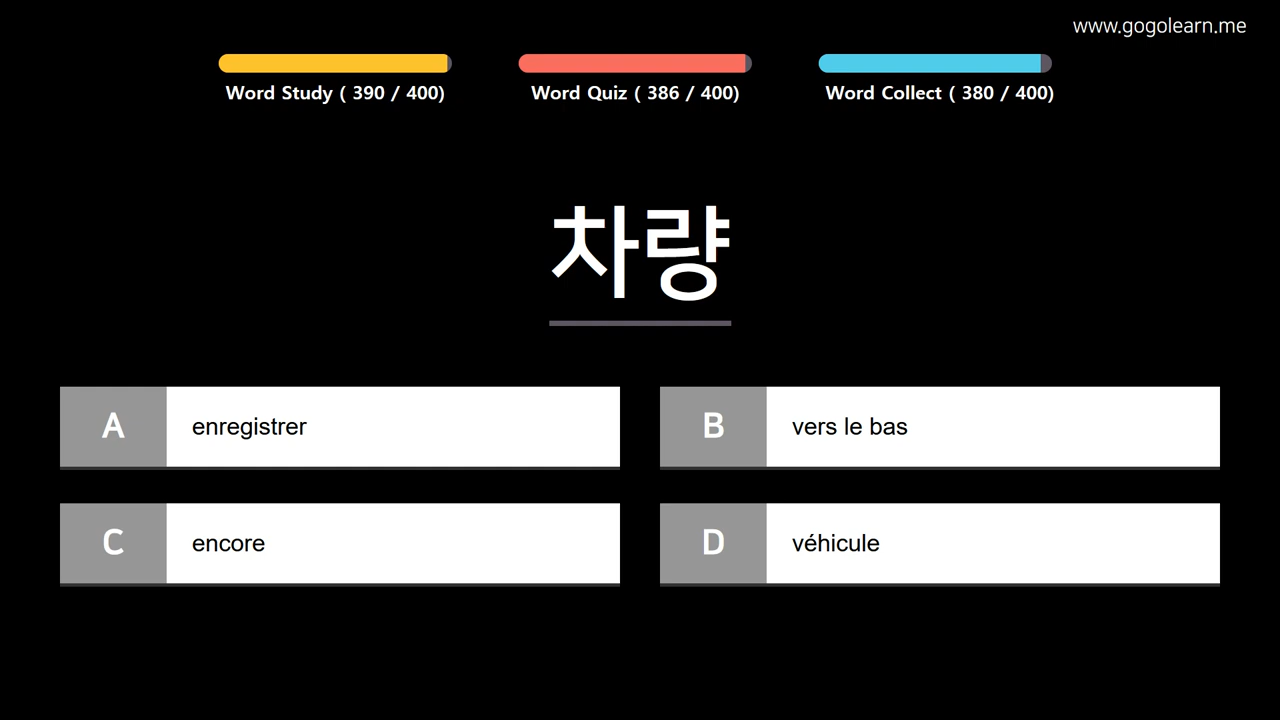 www.gogolearn.me
Word Study ( 390 / 400)
Word Quiz ( 386 / 400)
Word Collect ( 380 / 400)
차량
A
enregistrer
B
vers le bas
C
encore
D
véhicule